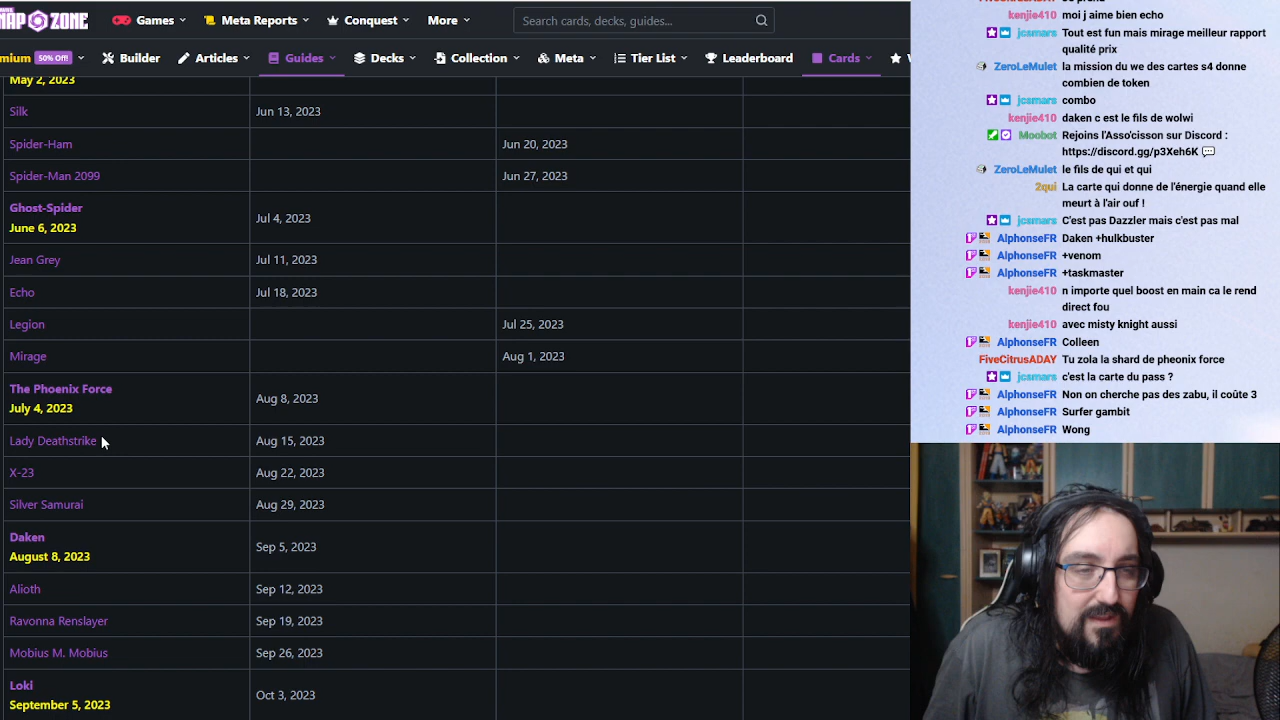 SNAP ZONE
Games
Meta Reports
Conquest
More
Search cards, decks, guides...
mium 50% Off!
Builder
Articles
Guides
Decks
Collection
Meta
Tier List
Leaderboard
Cards
May 2, 2023
Silk Jun 13, 2023
Spider-Ham Jun 20, 2023
Spider-Man 2099 Jun 27, 2023
Ghost-Spider
June 6, 2023 Jul 4, 2023
Jean Grey Jul 11, 2023
Echo Jul 18, 2023
Legion Jul 25, 2023
Mirage Aug 1, 2023
The Phoenix Force
July 4, 2023 Aug 8, 2023
Lady Deathstrike Aug 15, 2023
X-23 Aug 22, 2023
Silver Samurai Aug 29, 2023
Daken
August 8, 2023 Sep 5, 2023
Alioth Sep 12, 2023
Ravonna Renslayer Sep 19, 2023
Mobius M. Mobius Sep 26, 2023
Loki
September 5, 2023 Oct 3, 2023
kenjie410 moi j aime bien echo
jcsmars Tout est fun mais mirage meilleur rapport
qualité prix
ZeroLeMulet la mission du we des cartes s4 donne
combien de token
jcsmars combo
kenjie410 daken c est le fils de wolwi
Moobot Rejoins l'Asso'cisson sur Discord :
https://discord.gg/p3Xeh6K 💬
ZeroLeMulet le fils de qui et qui
2qui La carte qui donne de l'énergie quand elle
meurt à l'air ouf !
jcsmars C'est pas Dazzler mais c'est pas mal
AlphonseFR Daken +hulkbuster
AlphonseFR +venom
AlphonseFR +taskmaster
kenjie410 n importe quel boost en main ca le rend
direct fou
kenjie410 avec misty knight aussi
AlphonseFR Colleen
FiveCitrusADAY Tu zola la shard de pheonix force
jcsmars c'est la carte du pass ?
AlphonseFR Non on cherche pas des zabu, il coûte 3
AlphonseFR Surfer gambit
AlphonseFR Wong